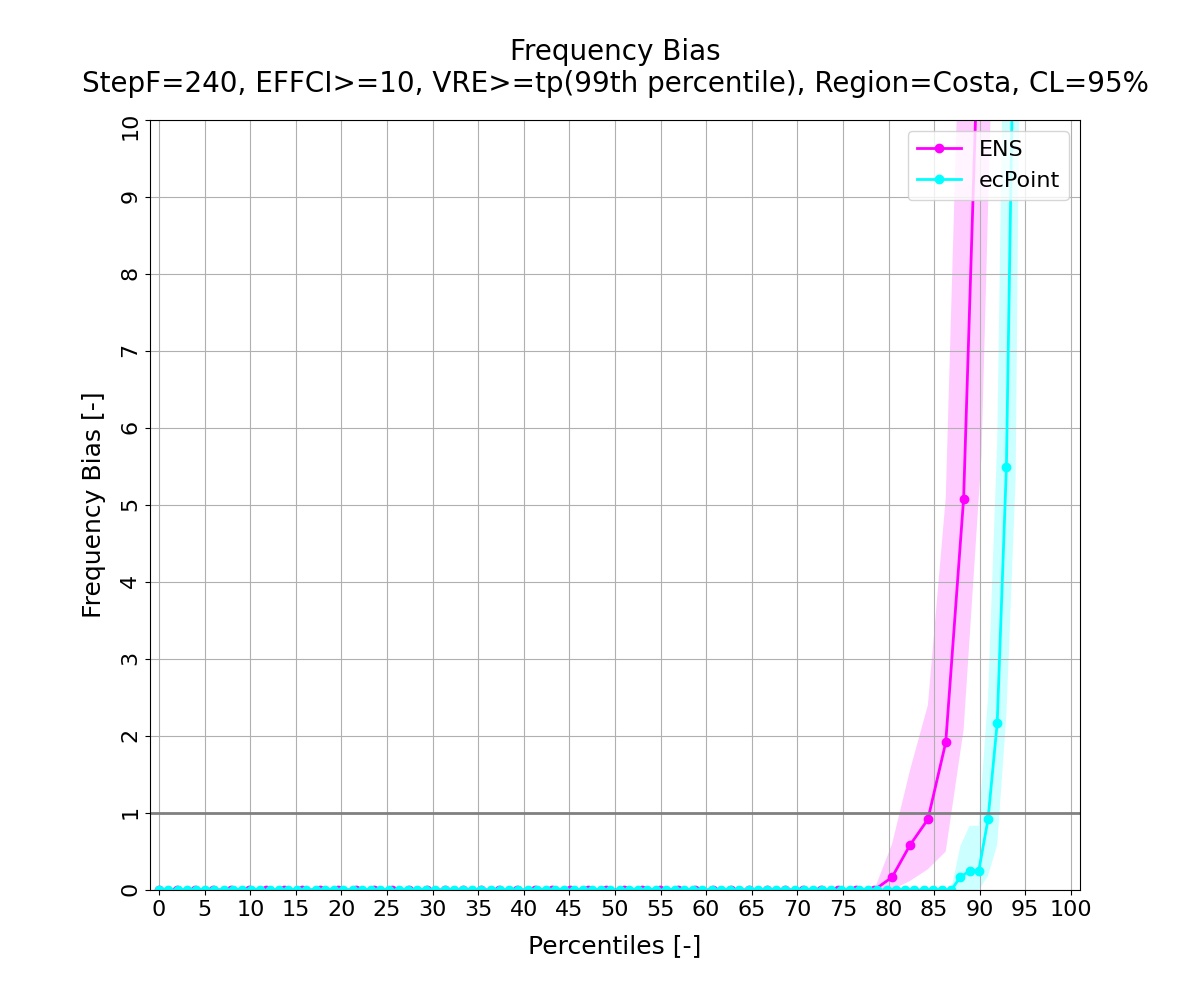 Frequency Bias
StepF=240, EFFCI>=10, VRE>=tp(99th percentile), Region=Costa, CL=95%
ENS
ecPoint
Frequency Bias [-]
10
9
8
7
6
5
4
3
2
1
0
0 5 10 15 20 25 30 35 40 45 50 55 60 65 70 75 80 85 90 95 100
Percentiles [-]